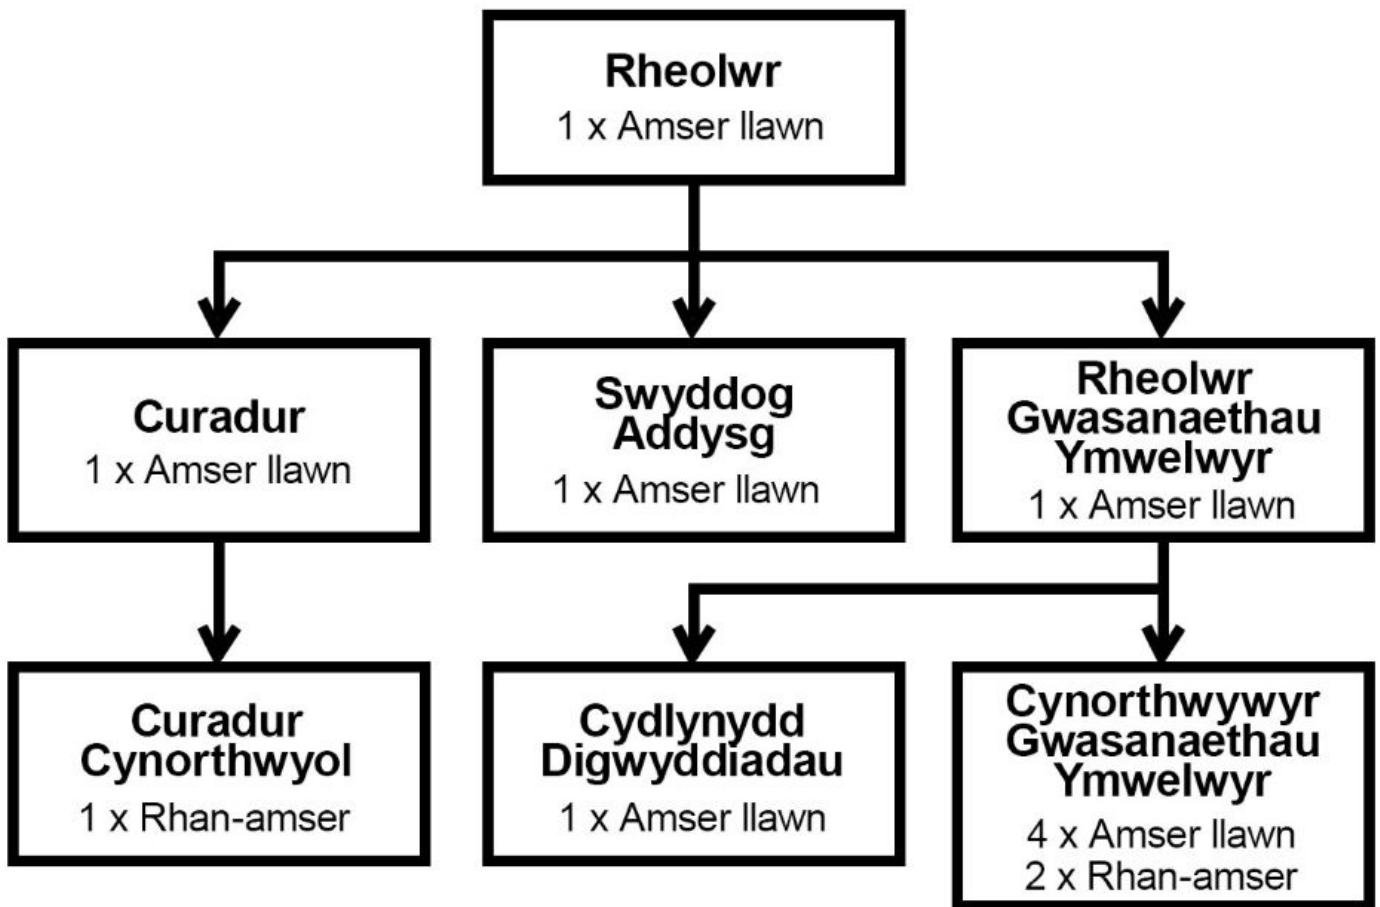 Rheolwr
1 x Amser llawn
Curadur
1 x Amser llawn
Swyddog
Addysg
1 x Amser llawn
Rheolwr
Gwasanaethau
Ymwelwyr
1 x Amser llawn
Curadur
Cynorthwyol
1 x Rhan-amser
Cydlynydd
Digwyddiadau
1 x Amser llawn
Cynorthwywyr
Gwasanaethau
Ymwelwyr
4 x Amser llawn
2 x Rhan-amser